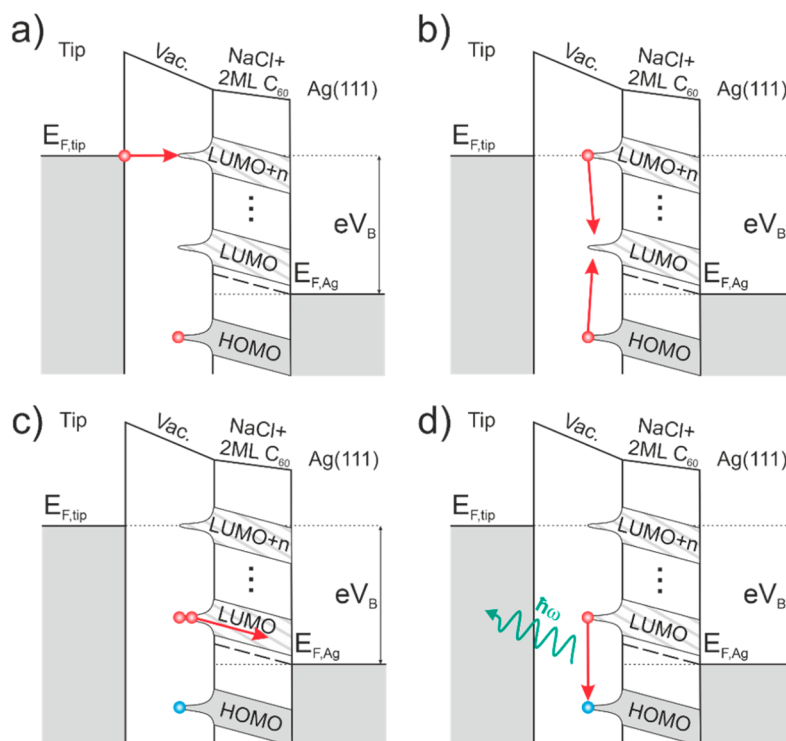 a)
Tip
Vac.
NaCl+
2ML C60
Ag(111)
EF,tip
LUMO+n
eVB
LUMO
EF,Ag
HOMO
b)
Tip
Vac.
NaCl+
2ML C60
Ag(111)
EF,tip
LUMO+n
eVB
LUMO
EF,Ag
HOMO
c)
Tip
Vac.
NaCl+
2ML C60
Ag(111)
EF,tip
LUMO+n
eVB
LUMO
EF,Ag
HOMO
d)
Tip
Vac.
NaCl+
2ML C60
Ag(111)
EF,tip
LUMO+n
ħω
eVB
LUMO
EF,Ag
HOMO